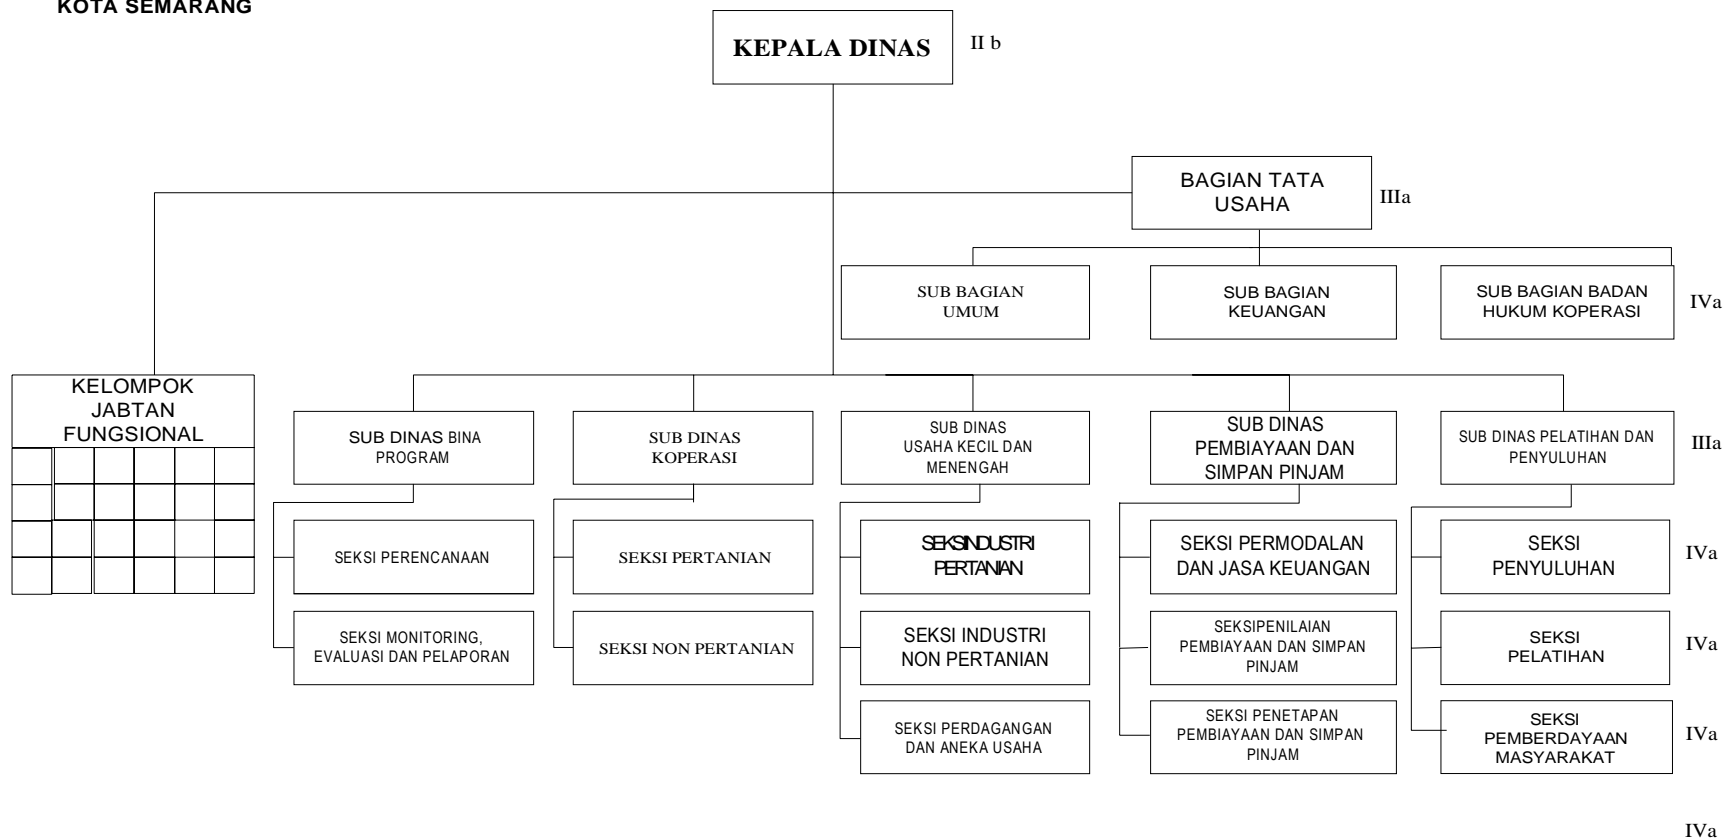 KOTA SEMARANG
KEPALA DINAS
II b
BAGIAN TATA
USAHA
IIIa
SUB BAGIAN
UMUM
SUB BAGIAN
KEUANGAN
SUB BAGIAN BADAN
HUKUM KOPERASI
IVa
KELOMPOK
JABTAN
FUNGSIONAL
SUB DINAS BINA
PROGRAM
SUB DINAS
KOPERASI
SUB DINAS
USAHA KECIL DAN
MENENGAH
SUB DINAS
PEMBIAYAAN DAN
SIMPAN PINJAM
SUB DINAS PELATIHAN DAN
PENYULUHAN
IIIa
SEKSI PERENCANAAN
SEKSI PERTANIAN
SEKSINDUSTRI
PERTANIAN
SEKSI PERMODALAN
DAN JASA KEUANGAN
SEKSI
PENYULUHAN
IVa
SEKSI MONITORING,
EVALUASI DAN PELAPORAN
SEKSI NON PERTANIAN
SEKSI INDUSTRI
NON PERTANIAN
SEKSIPENILAIAN
PEMBIAYAAN DAN SIMPAN
PINJAM
SEKSI
PELATIHAN
IVa
SEKSI PERDAGANGAN
DAN ANEKA USAHA
SEKSI PENETAPAN
PEMBIAYAAN DAN SIMPAN
PINJAM
SEKSI
PEMBERDAYAAN
MASYARAKAT
IVa
IVa